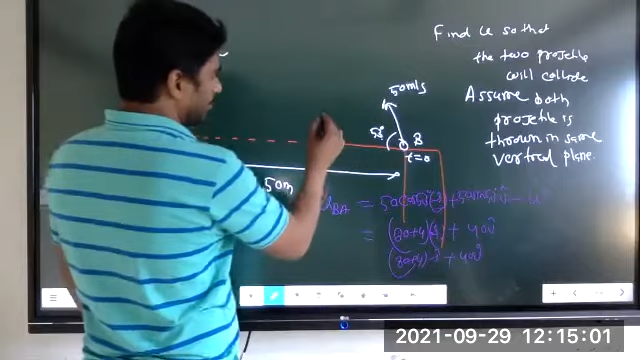 Find u so that
the two projectile
will collide
Assume both
projectile is
thrown in same
vertical plane.
50m/s
53°
B
t=0
50m
= (30+u)
+ 40ĵ
(30+u) -î + 40ĵ
2021-09-29 12:15:01